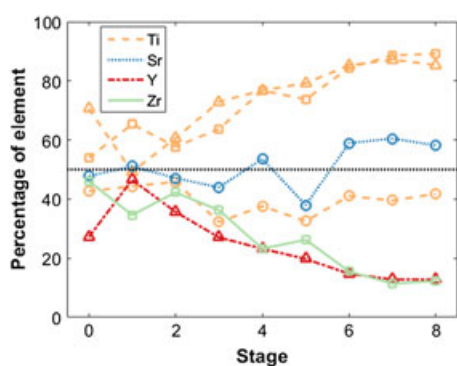 Percentage of element
100
80
60
40
20
0
Ti
Sr
Y
Zr
0 2 4 6 8
Stage